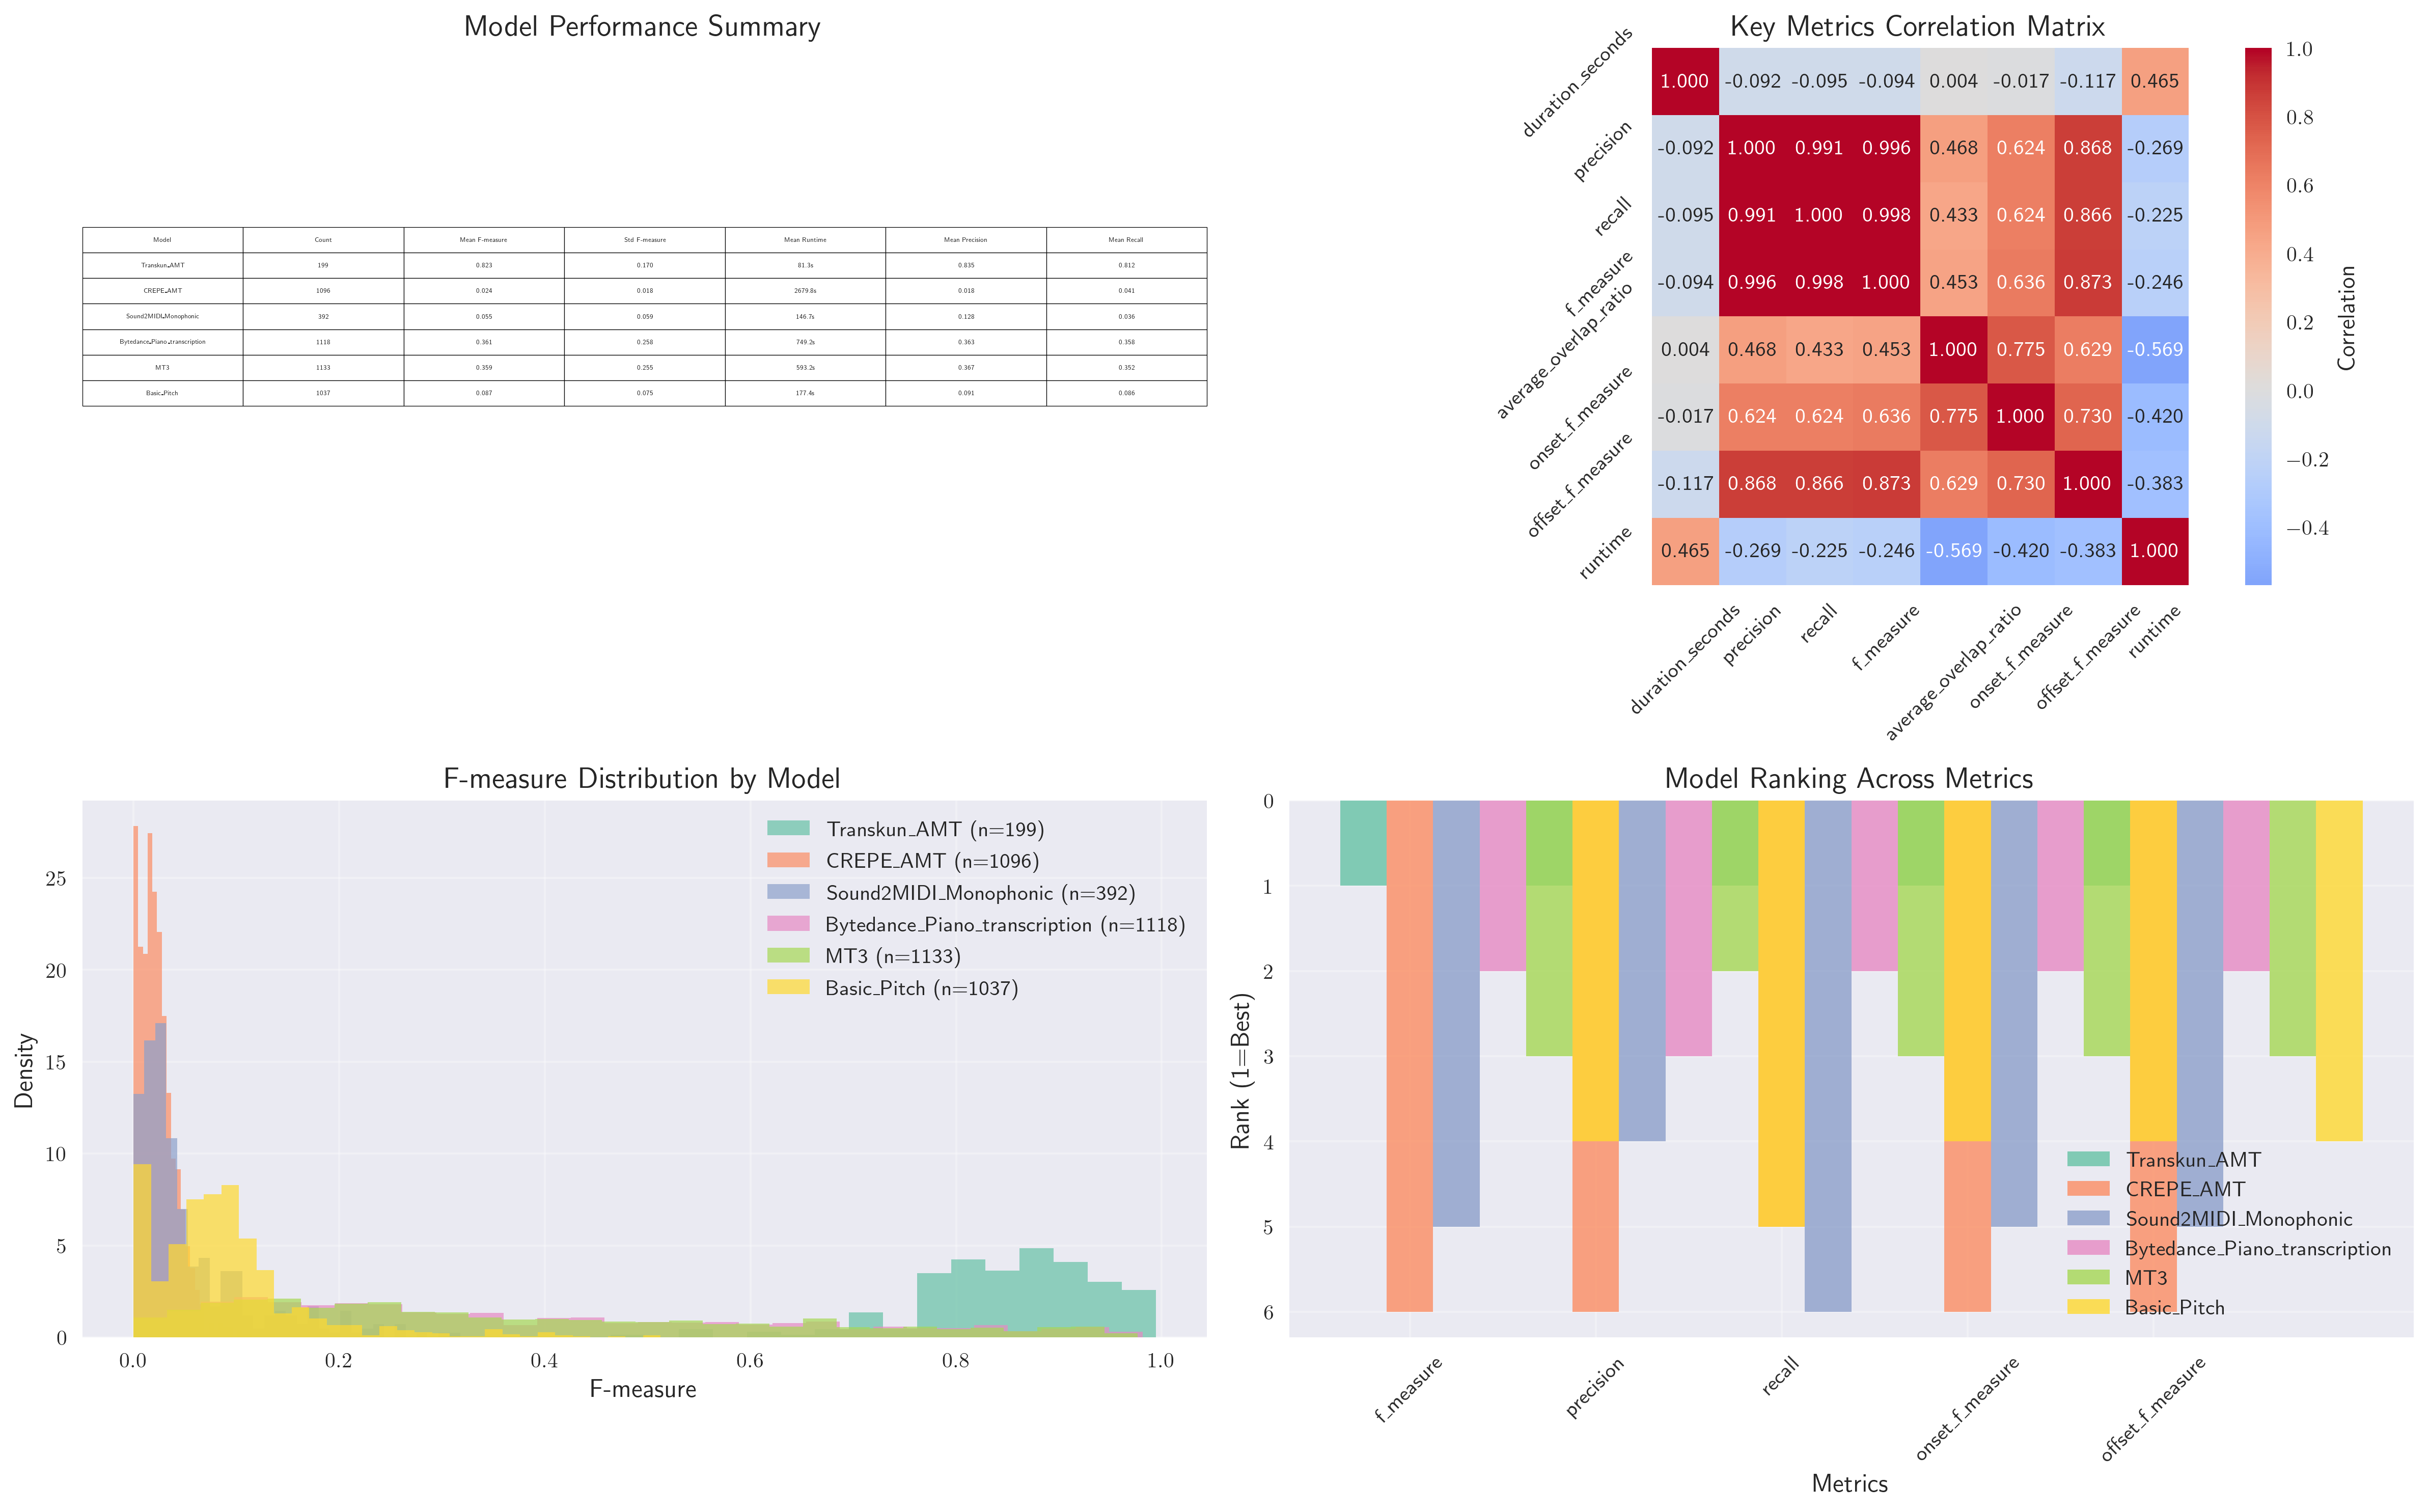 Model Performance Summary
Model Count Mean F-measure Std F-measure Mean Runtime Mean Precision Mean Recall
Transkun_AMT 199 0.823 0.170 81.3s 0.835 0.812
CREPE_AMT 1096 0.024 0.018 2679.8s 0.018 0.041
Sound2MIDI_Monophonic 392 0.055 0.059 146.7s 0.128 0.036
Bytedance_Piano_transcription 1118 0.361 0.258 749.2s 0.363 0.358
MT3 1133 0.359 0.255 593.2s 0.367 0.352
Basic_Pitch 1037 0.087 0.075 177.4s 0.091 0.086
Key Metrics Correlation Matrix
duration_seconds 1.000 -0.092 -0.095 -0.094 0.004 -0.017 -0.117 0.465
precision -0.092 1.000 0.991 0.996 0.468 0.624 0.868 -0.269
recall -0.095 0.991 1.000 0.998 0.433 0.624 0.866 -0.225
f_measure -0.094 0.996 0.998 1.000 0.453 0.636 0.873 -0.246
average_overlap_ratio 0.004 0.468 0.433 0.453 1.000 0.775 0.629 -0.569
onset_f_measure -0.017 0.624 0.624 0.636 0.775 1.000 0.730 -0.420
offset_f_measure -0.117 0.868 0.866 0.873 0.629 0.730 1.000 -0.383
runtime 0.465 -0.269 -0.225 -0.246 -0.569 -0.420 -0.383 1.000
duration_seconds precision recall f_measure average_overlap_ratio onset_f_measure offset_f_measure runtime
1.0
0.8
0.6
0.4
0.2
0.0
−0.2
−0.4
Correlation
F-measure Distribution by Model
Density
25
20
15
10
5
0
Transkun_AMT (n=199)
CREPE_AMT (n=1096)
Sound2MIDI_Monophonic (n=392)
Bytedance_Piano_transcription (n=1118)
MT3 (n=1133)
Basic_Pitch (n=1037)
0.0 0.2 0.4 0.6 0.8 1.0
F-measure
Model Ranking Across Metrics
Rank (1=Best)
0
1
2
3
4
5
6
Transkun_AMT
CREPE_AMT
Sound2MIDI_Monophonic
Bytedance_Piano_transcription
MT3
Basic_Pitch
f_measure precision recall onset_f_measure offset_f_measure
Metrics